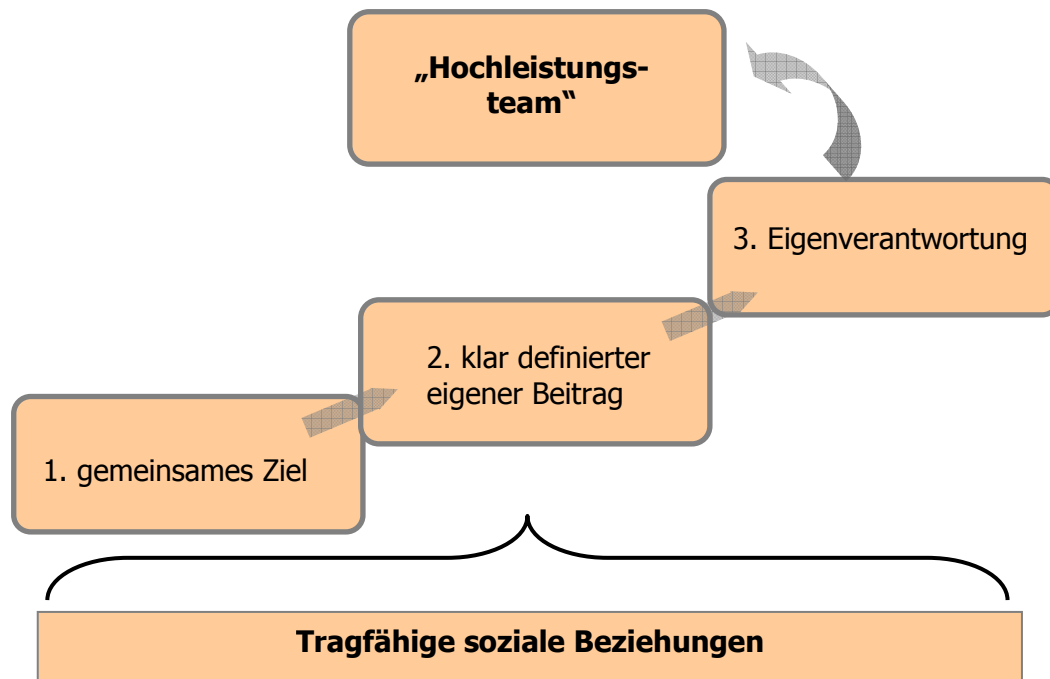 „Hochleistungs-
team“
3. Eigenverantwortung
2. klar definierter
eigener Beitrag
1. gemeinsames Ziel
Tragfähige soziale Beziehungen